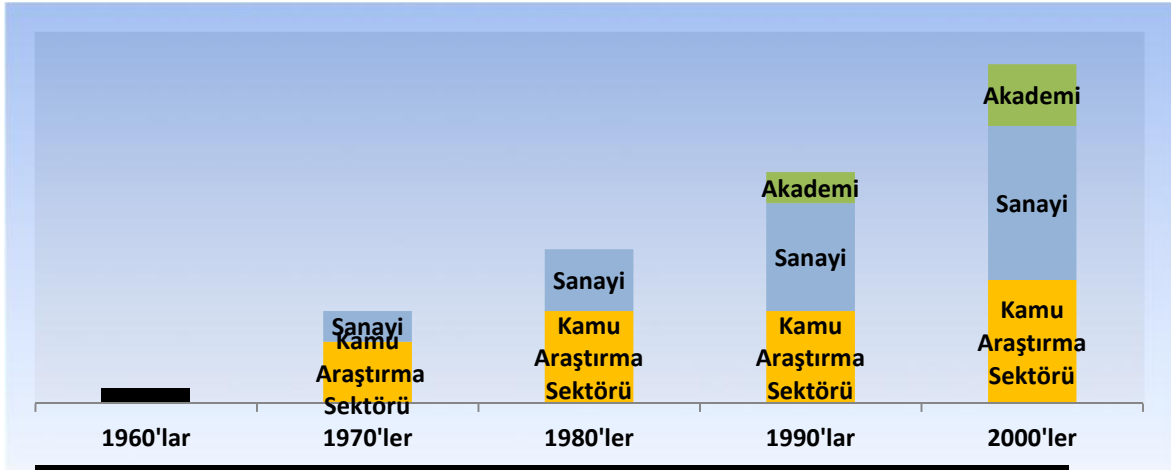 Akademi
Akademi
Sanayi
Sanayi
Sanayi
Sanayi
Kamu
Araştırma
Sektörü
Kamu
Araştırma
Sektörü
Kamu
Araştırma
Sektörü
Kamu
Araştırma
Sektörü
1960'lar 1970'ler 1980'ler 1990'lar 2000'ler